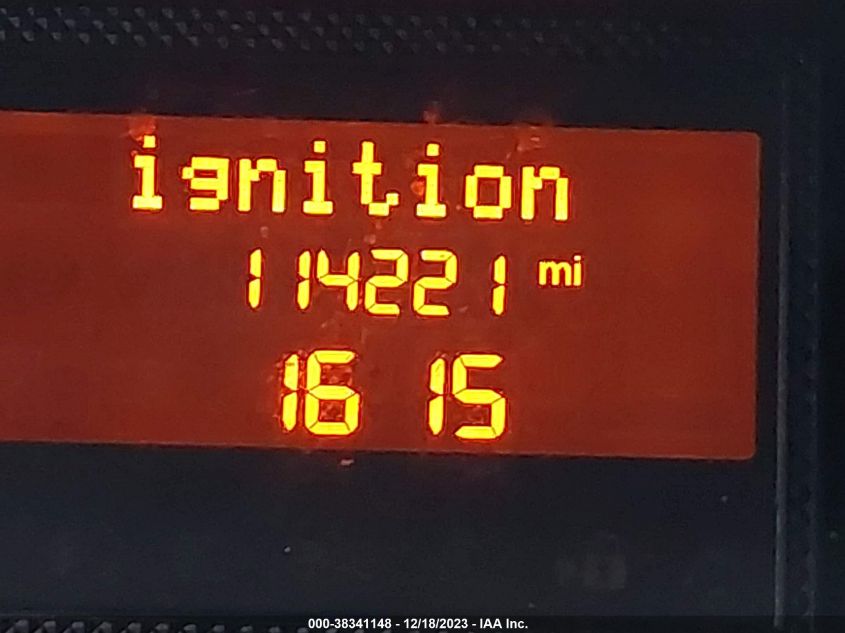 ignition
114221 mi
16 15
000-38341148 - 12/18/2023 - IAA Inc.